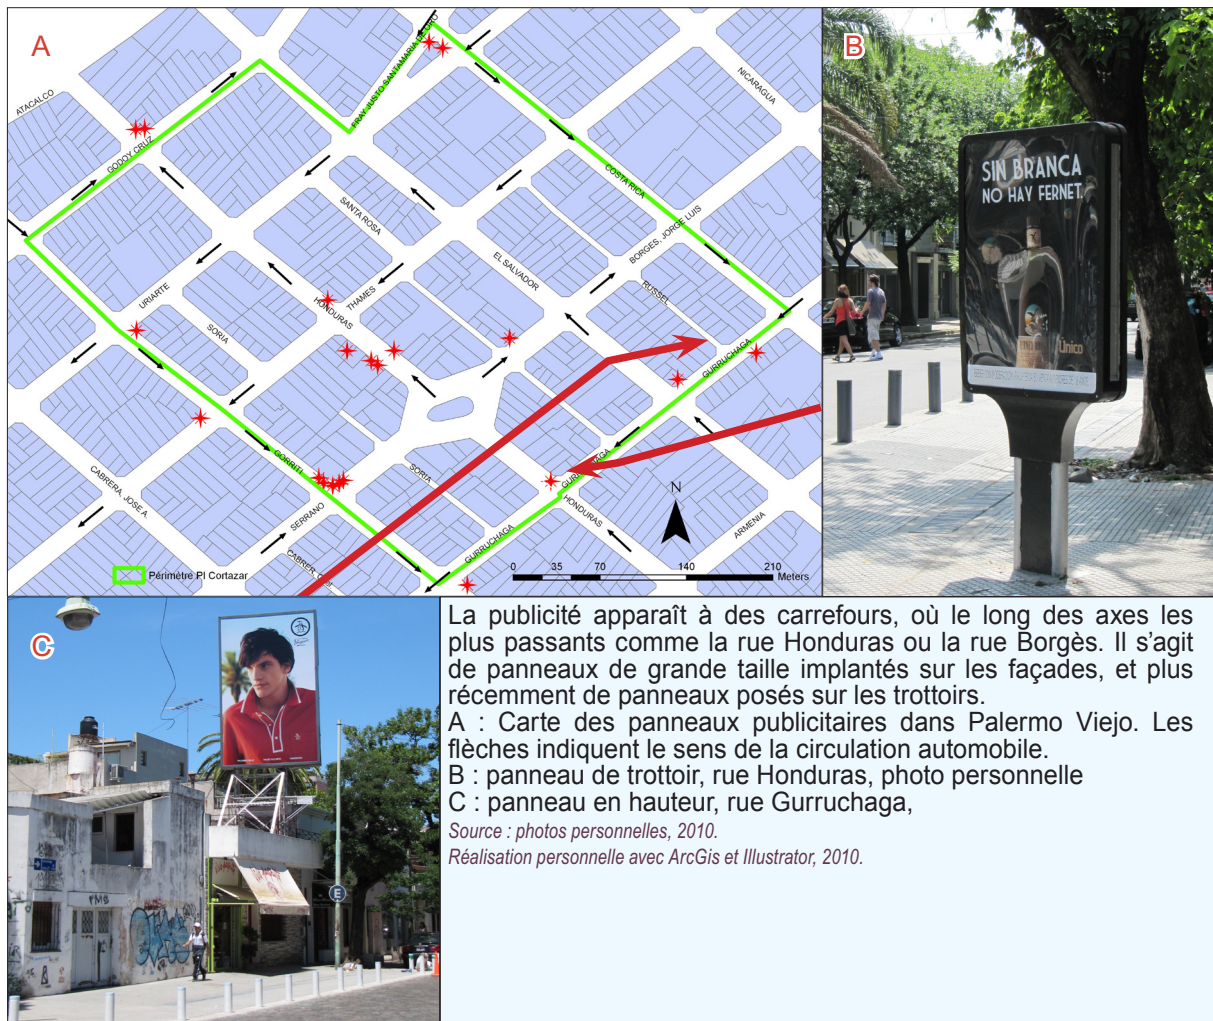 A
ATACALCO
GODOY CRUZ
FRAY JUSTO SANTAMARIA DE ORO
NICARAGUA
COSTA RICA
SANTA ROSA
BORGES, JORGE LUIS
EL SALVADOR
RUSSEL
URIARTE
SORIA
HONDURAS
THAMES
GURRUCHAGA
GORRITI
SORIA
CABRERA, JOSE A.
SERRANO
GURRUCHAGA
HONDURAS
ARMENIA
N
Périmètre Pl Cortazar
0 35 70 140 210
Meters
B
SIN BRANCA
NO HAY FERNET.
Único
C
E
La publicité apparaît à des carrefours, où le long des axes les
plus passants comme la rue Honduras ou la rue Borgès. Il s’agit
de panneaux de grande taille implantés sur les façades, et plus
récemment de panneaux posés sur les trottoirs.
A : Carte des panneaux publicitaires dans Palermo Viejo. Les
flèches indiquent le sens de la circulation automobile.
B : panneau de trottoir, rue Honduras, photo personnelle
C : panneau en hauteur, rue Gurruchaga,
Source : photos personnelles, 2010.
Réalisation personnelle avec ArcGis et Illustrator, 2010.